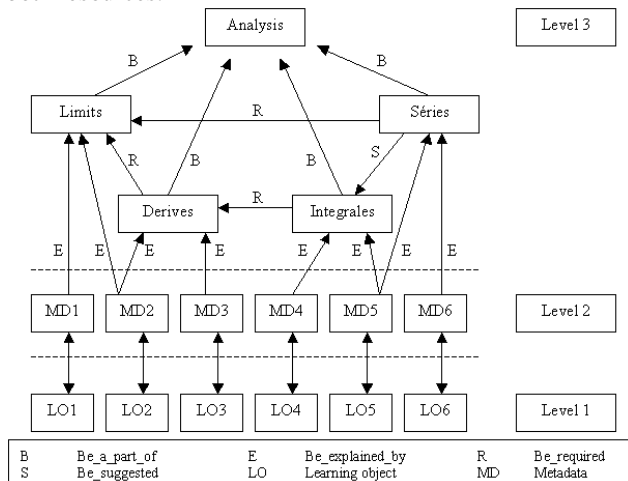 Analysis Level 3
B B
Limits R Séries
R B B S
Derives R Integrales
E E E E E E E E
MD1 MD2 MD3 MD4 MD5 MD6 Level 2
LO1 LO2 LO3 LO4 LO5 LO6 Level 1
B Be_a_part_of E Be_explained_by R Be_required
S Be_suggested LO Learning object MD Metadata